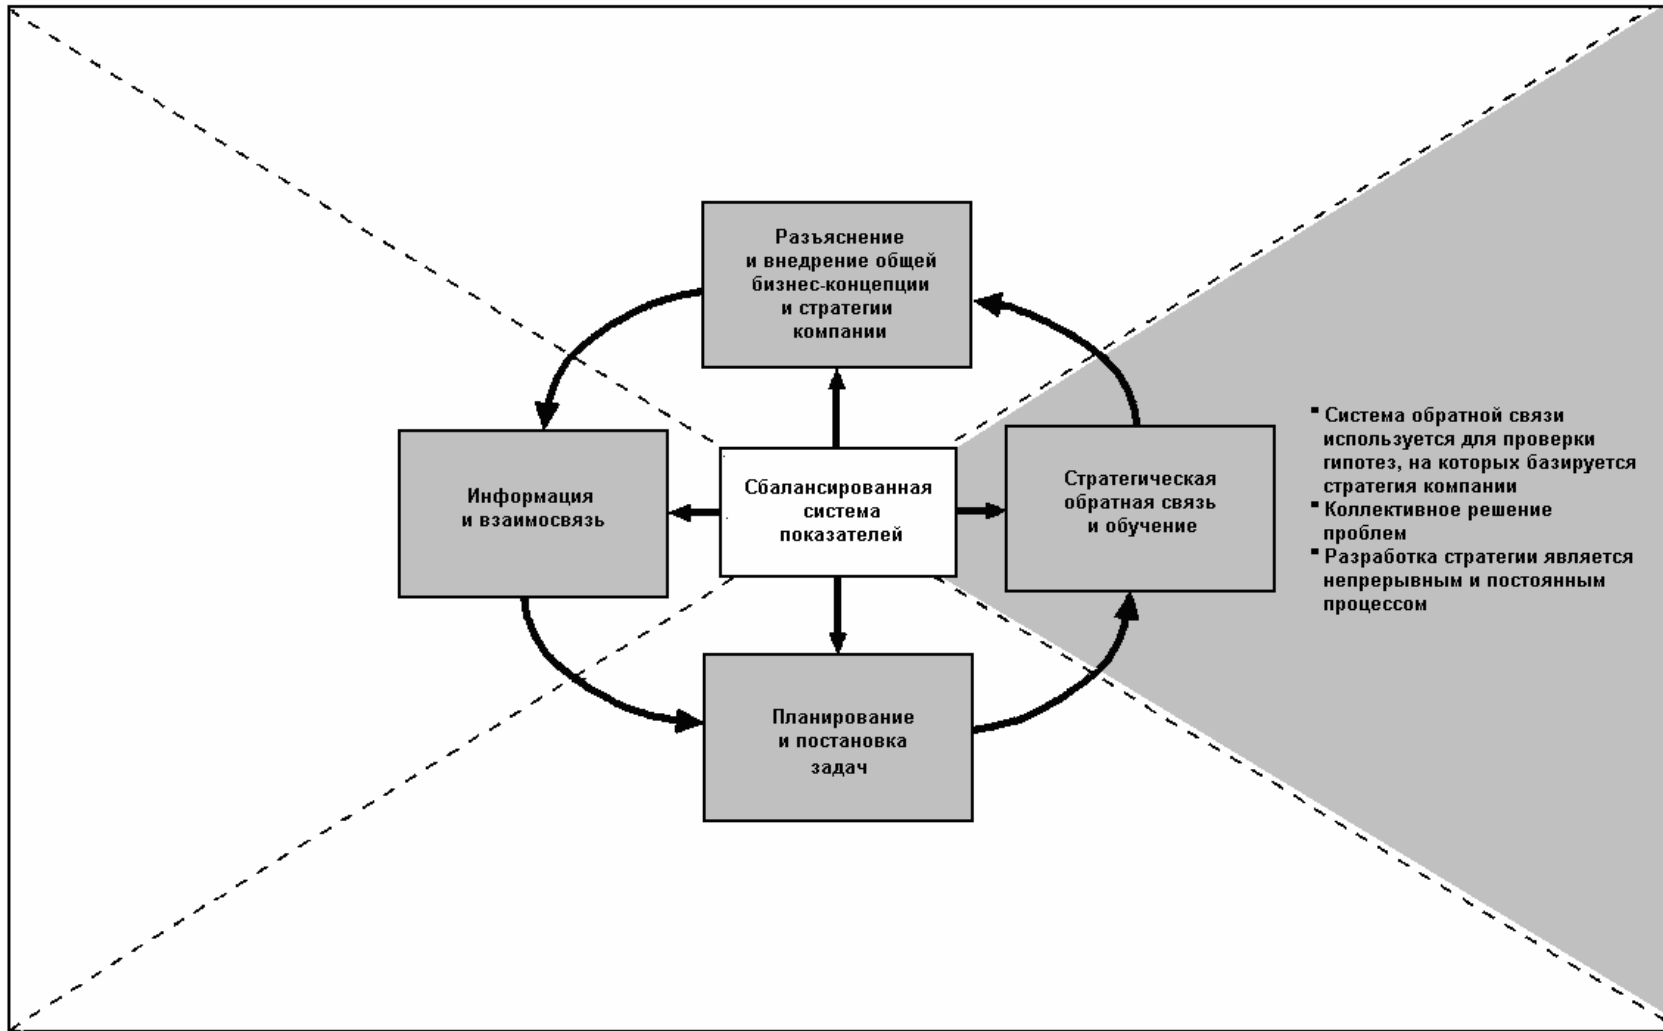 Разъяснение
и внедрение общей
бизнес-концепции
и стратегии
компании
Информация
и взаимосвязь
Сбалансированная
система
показателей
Стратегическая
обратная связь
и обучение
▪ Система обратной связи
используется для проверки
гипотез, на которых базируется
стратегия компании
▪ Коллективное решение
проблем
▪ Разработка стратегии является
непрерывным и постоянным
процессом
Планирование
и постановка
задач